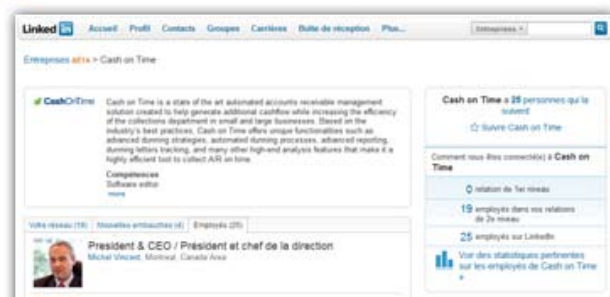 Linked in
Accueil Profil Contacts Groupes Carrières Boîte de réception Plus...
Entreprises
Entreprises BÊTA > Cash on Time
CashOnTime
Cash on Time is a state of the art automated accounts receivable management
solution created to help generate additional cashflow while increasing the efficiency
of the collections department in small and large businesses. Based on the
industry's best practices, Cash on Time offers unique functionalities such as
advanced dunning strategies, automated dunning processes, advanced reporting,
dunning letters tracking, and many other high-end analysis features that make it a
highly efficient tool to collect A/R on time.
Compétences
Software editor
more
Cash on Time a 28 personnes qui la
suivent
Suivre Cash on Time
Comment vous êtes connecté(e) à Cash on
Time
0 relation de 1er niveau
19 employés dans vos relations
de 2e niveau
25 employés sur LinkedIn
Voir des statistiques pertinentes
sur les employés de Cash on Time
»
Votre réseau (19) Nouvelles embauches (4) Employés (25)
President & CEO / Président et chef de la direction
Michel Vincent, Montreal, Canada Area